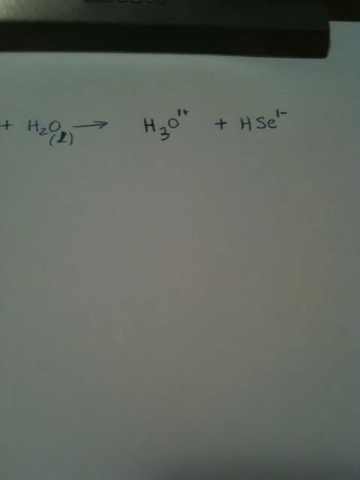 + H₂O(l) → H₃O¹⁺ + HSe¹⁻